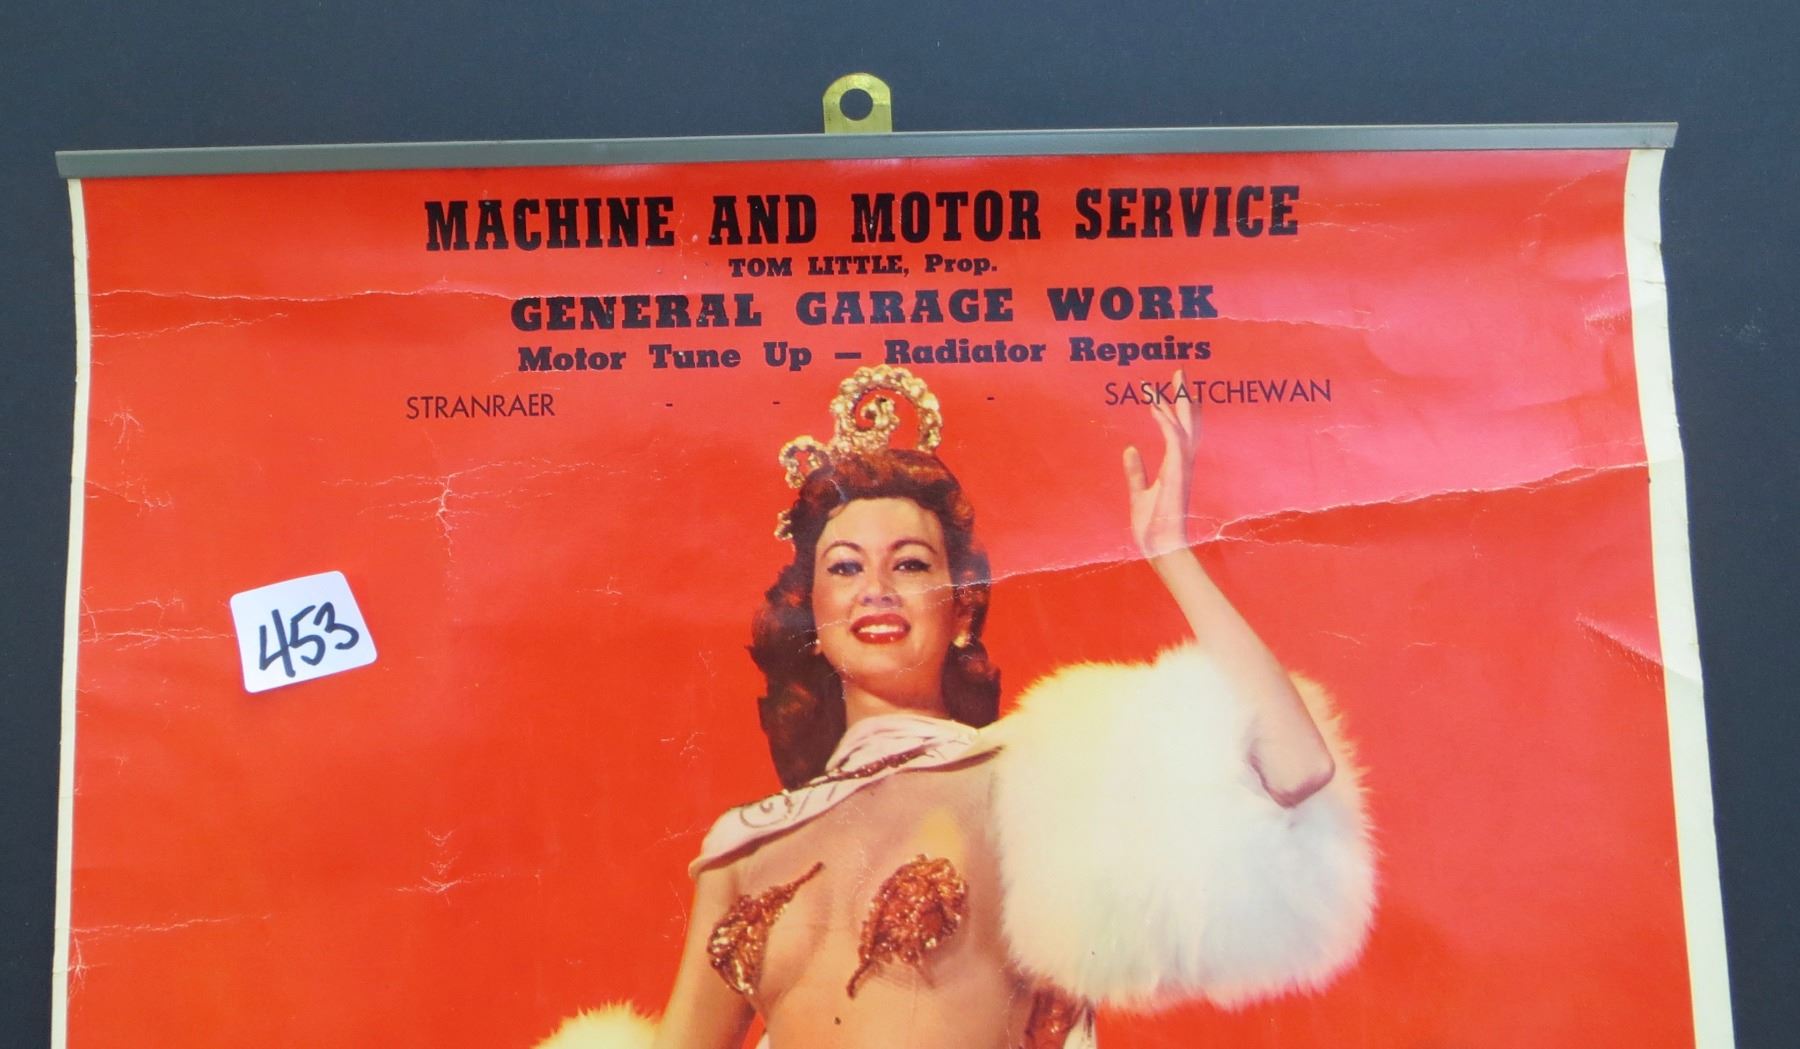 MACHINE AND MOTOR SERVICE
TOM LITTLE, Prop.
GENERAL GARAGE WORK
Motor Tune Up — Radiator Repairs
STRANRAER - - - SASKATCHEWAN
453